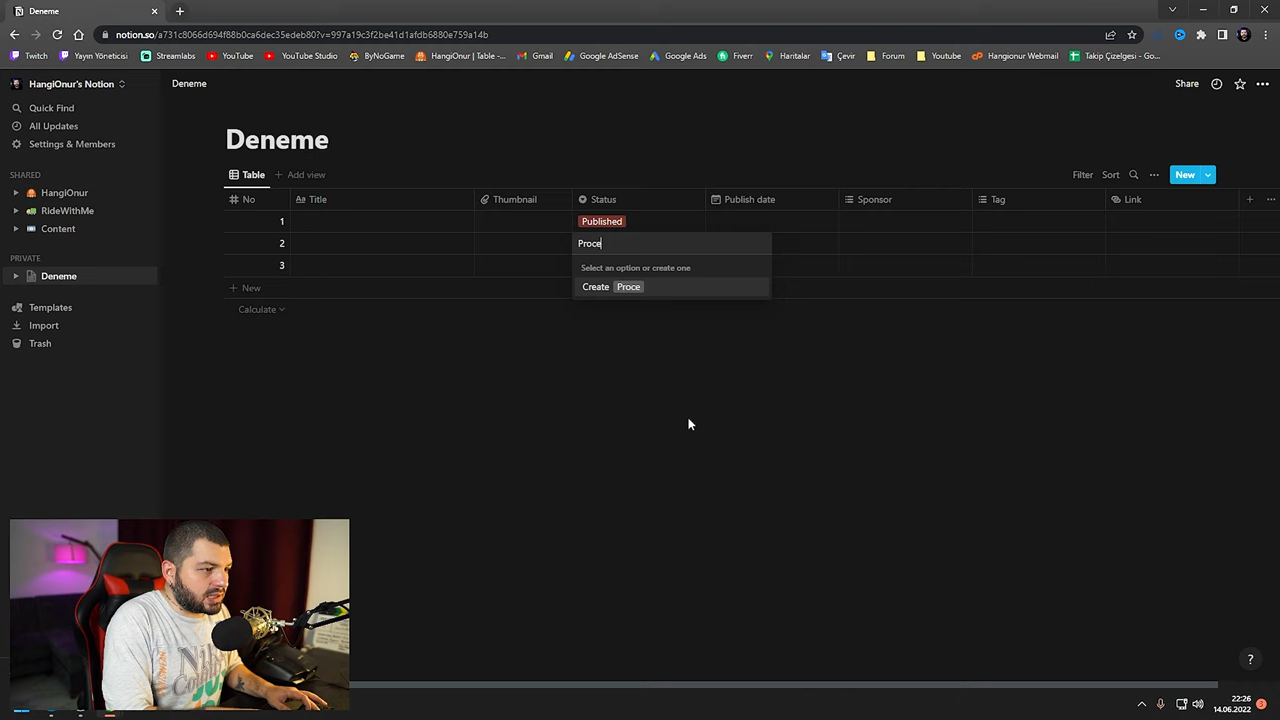 Deneme
notion.so/a731c8066d694f88b0ca6dec35edeb80?v=997a19c3f2be41d1afdb6880e759a14b
Twitch
Yayın Yöneticisi
Streamlabs
YouTube
YouTube Studio
ByNoGame
HangiOnur | Table -...
Gmail
Google AdSense
Google Ads
Fiverr
Haritalar
Çevir
Forum
Youtube
Hangionur Webmail
Takip Çizelgesi - Go...
HangiOnur's Notion
Deneme
Share
Quick Find
All Updates
Settings & Members
SHARED
HangiOnur
RideWithMe
Content
PRIVATE
Deneme
Templates
Import
Trash
Deneme
Table
+ Add view
Filter
Sort
New
No
Aa Title
Thumbnail
Status
Publish date
Sponsor
Tag
Link
1
Published
2
Proce
Select an option or create one
Create Proce
3
+ New
Calculate
?
22:26
14.06.2022
3